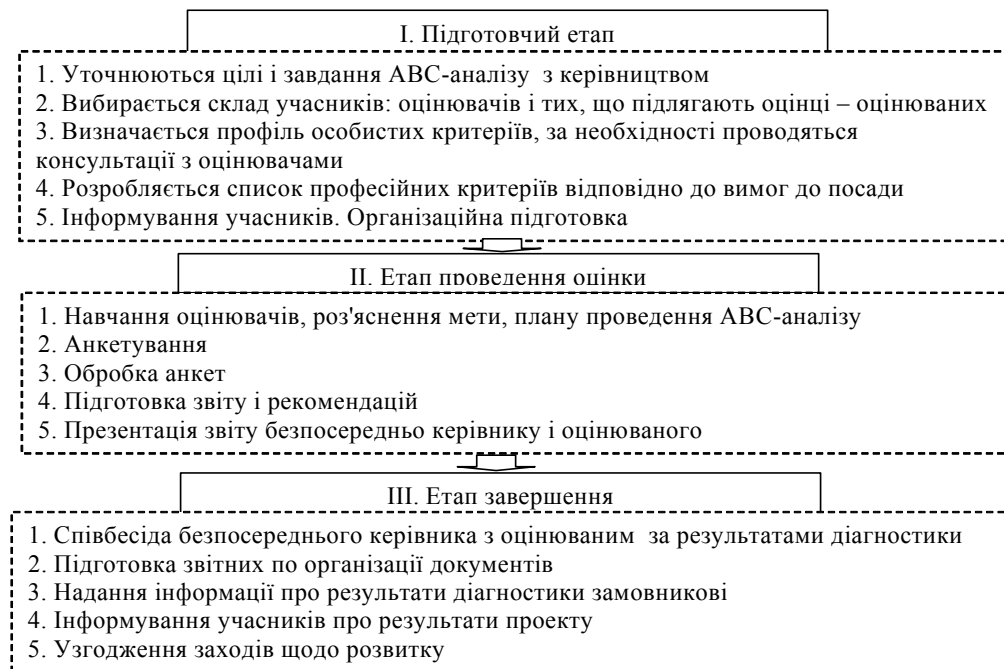 І. Підготовчий етап
1. Уточнюються цілі і завдання АВС-аналізу з керівництвом
2. Вибирається склад учасників: оцінювачів і тих, що підлягають оцінці – оцінюваних
3. Визначається профіль особистих критеріїв, за необхідності проводяться
консультації з оцінювачами
4. Розробляється список професійних критеріїв відповідно до вимог до посади
5. Інформування учасників. Організаційна підготовка
ІІ. Етап проведення оцінки
1. Навчання оцінювачів, роз'яснення мети, плану проведення АВС-аналізу
2. Анкетування
3. Обробка анкет
4. Підготовка звіту і рекомендацій
5. Презентація звіту безпосередньо керівнику і оцінюваного
ІІІ. Етап завершення
1. Співбесіда безпосереднього керівника з оцінюваним за результатами діагностики
2. Підготовка звітних по організації документів
3. Надання інформації про результати діагностики замовникові
4. Інформування учасників про результати проекту
5. Узгодження заходів щодо розвитку